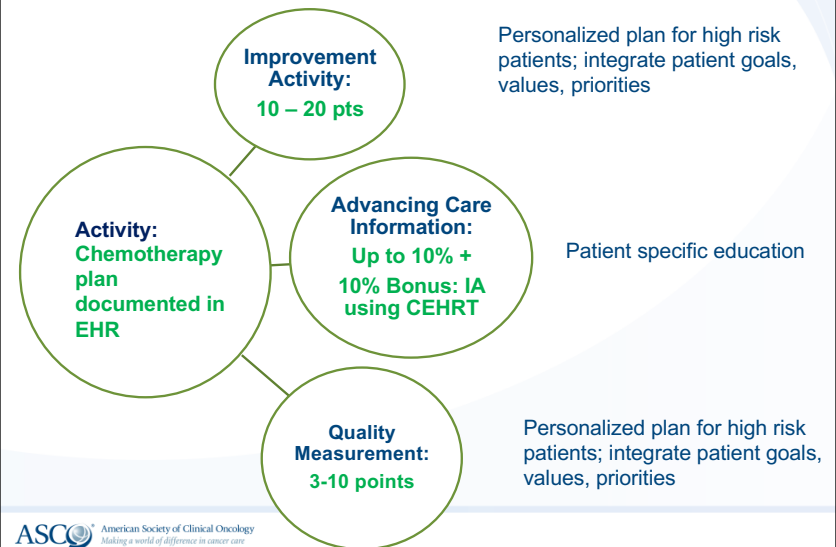 Improvement
Activity:
10 – 20 pts
Personalized plan for high risk
patients; integrate patient goals,
values, priorities
Activity:
Chemotherapy
plan
documented in
EHR
Advancing Care
Information:
Up to 10% +
10% Bonus: IA
using CEHRT
Patient specific education
Quality
Measurement:
3-10 points
Personalized plan for high risk
patients; integrate patient goals,
values, priorities
ASCO American Society of Clinical Oncology
Making a world of difference in cancer care